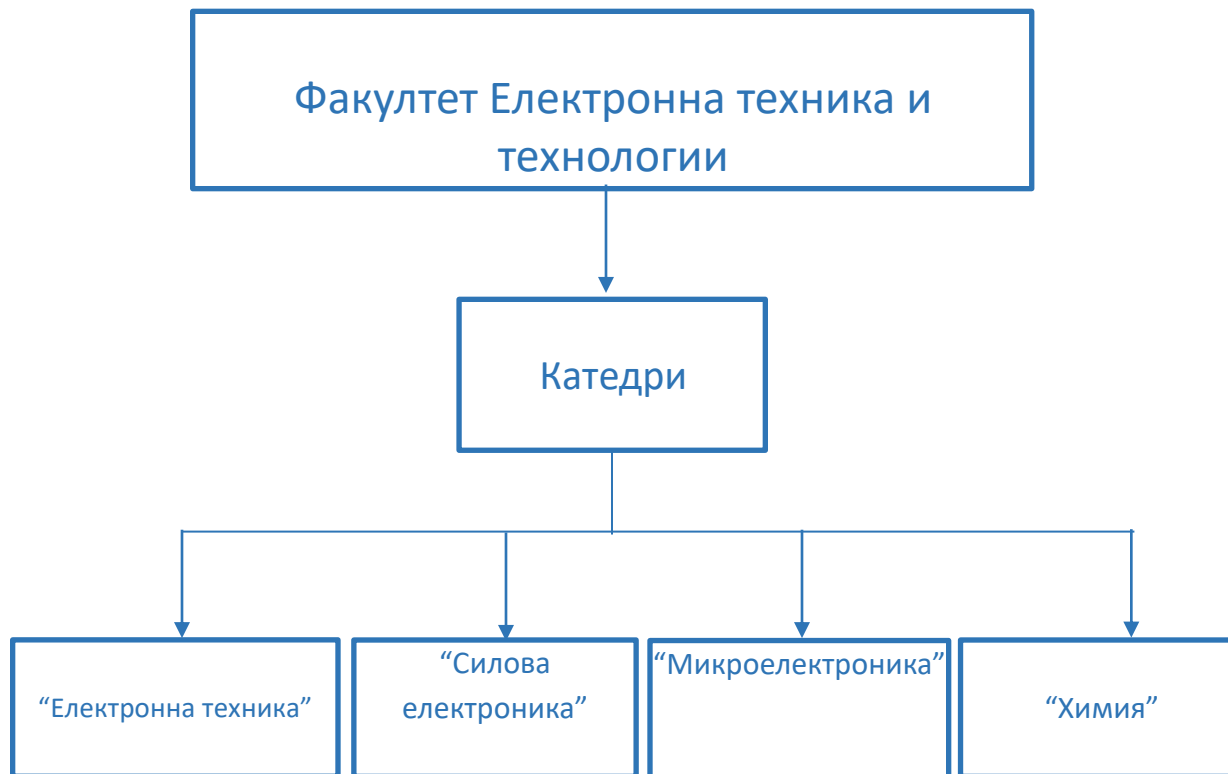 Факултет Електронна техника и
технологии
Катедри
“Електронна техника”
“Силова
електроника”
“Микроелектроника”
“Химия”